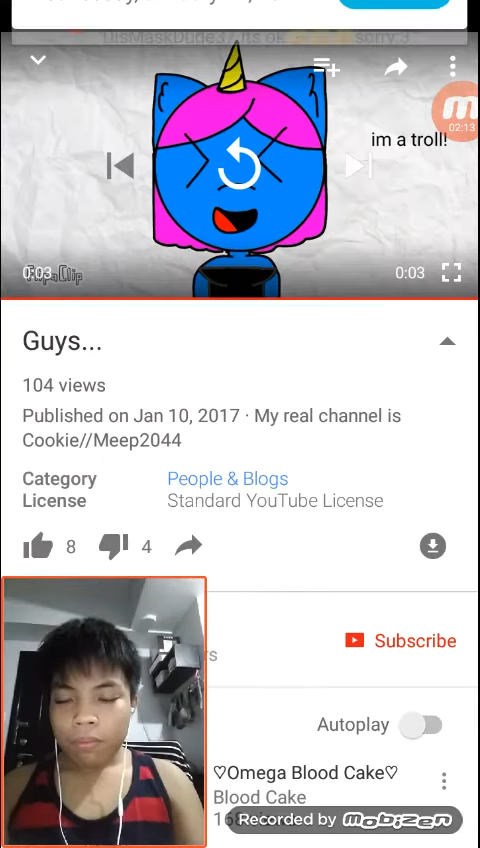 im a troll!
02:13
0:03
FlipaClip
0:03
Guys...
104 views
Published on Jan 10, 2017 · My real channel is
Cookie//Meep2044
Category People & Blogs
License Standard YouTube License
8 4
Subscribe
Autoplay
♡Omega Blood Cake♡
Blood Cake
Recorded by mobizen